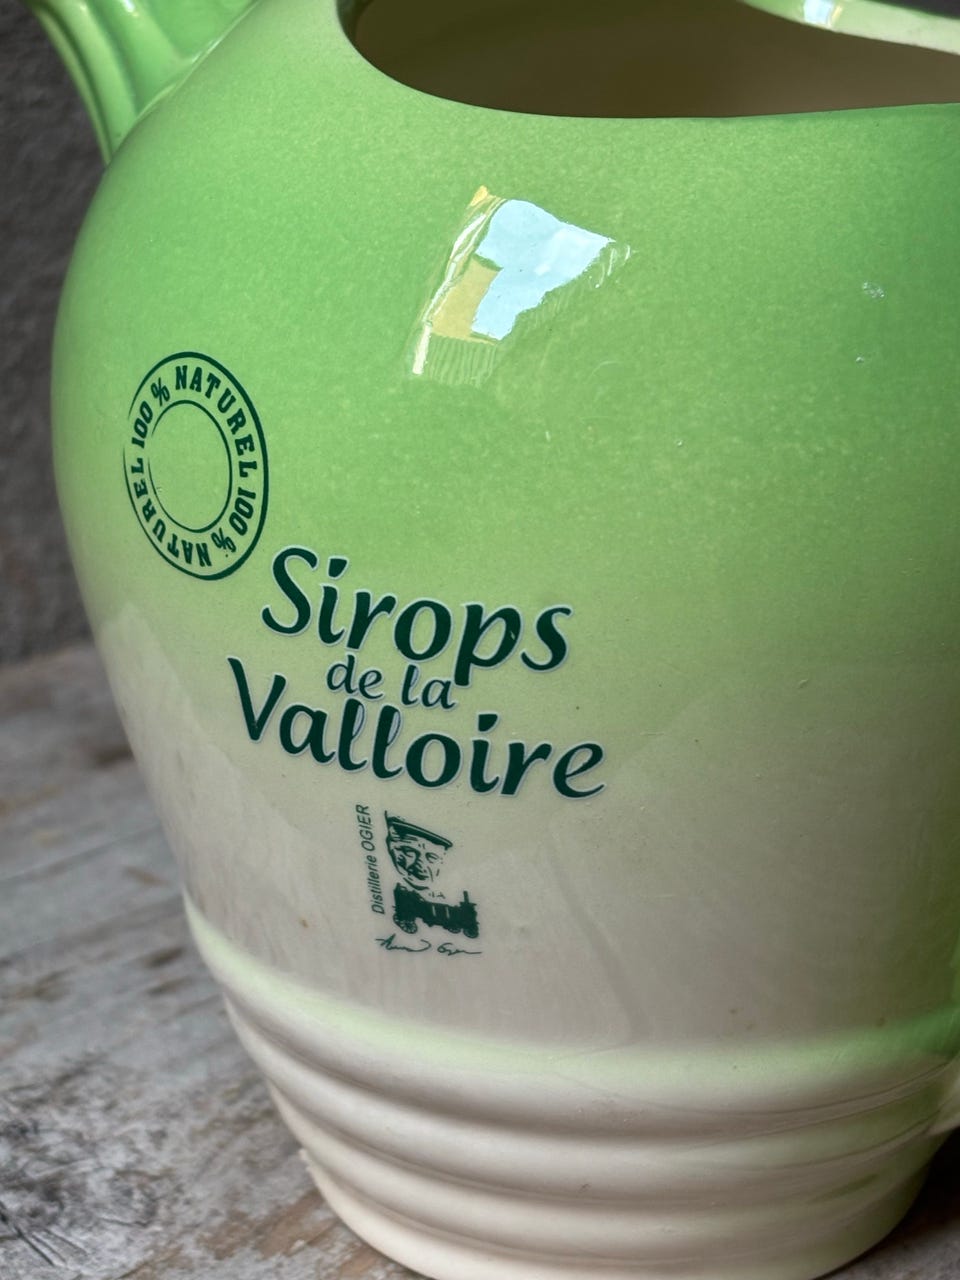 100 % NATUREL 100 % NATUREL
Sirops
de la
Valloire
Distillerie OGIER